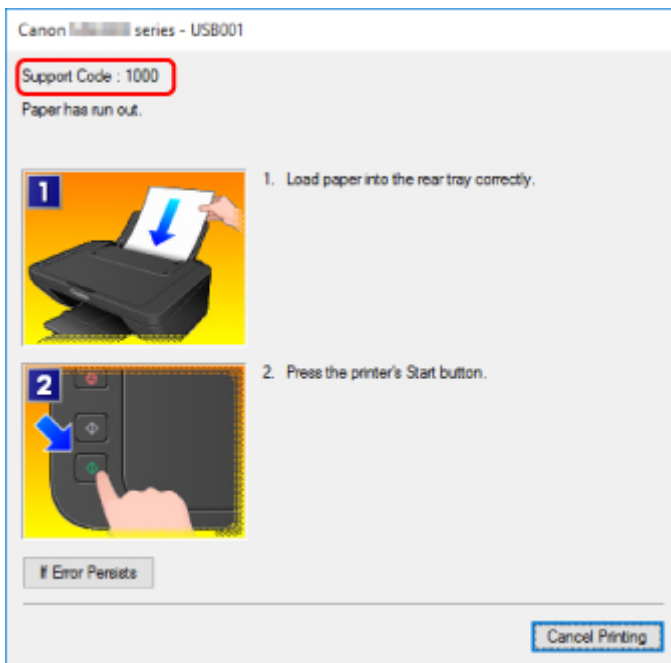 Canon series - USB001
Support Code : 1000
Paper has run out.
1
1. Load paper into the rear tray correctly.
2
2. Press the printer's Start button.
If Error Persists
Cancel Printing